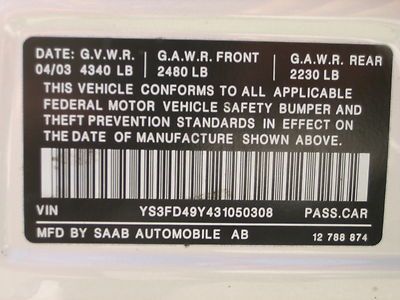 DATE: G.V.W.R. G.A.W.R. FRONT G.A.W.R. REAR
04/03 4340 LB 2480 LB 2230 LB
THIS VEHICLE CONFORMS TO ALL APPLICABLE
FEDERAL MOTOR VEHICLE SAFETY BUMPER AND
THEFT PREVENTION STANDARDS IN EFFECT ON
THE DATE OF MANUFACTURE SHOWN ABOVE.
VIN YS3FD49Y431050308 PASS.CAR
MFD BY SAAB AUTOMOBILE AB 12 788 874